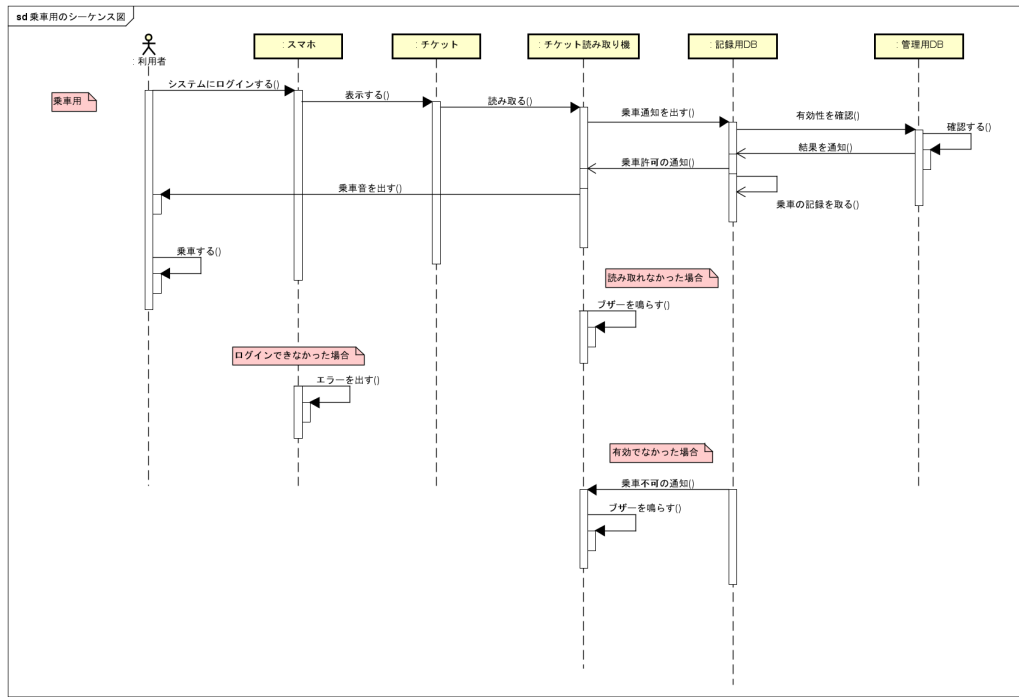 sd 乗車用のシーケンス図
: 利用者
: スマホ
: チケット
: チケット読み取り機
: 記録用DB
: 管理用DB
乗車用
システムにログインする()
表示する()
読み取る()
乗車通知を出す()
有効性を確認()
確認する()
結果を通知()
乗車許可の通知()
乗車音を出す()
乗車の記録を取る()
乗車する()
読み取れなかった場合
ブザーを鳴らす()
ログインできなかった場合
エラーを出す()
有効でなかった場合
乗車不可の通知()
ブザーを鳴らす()